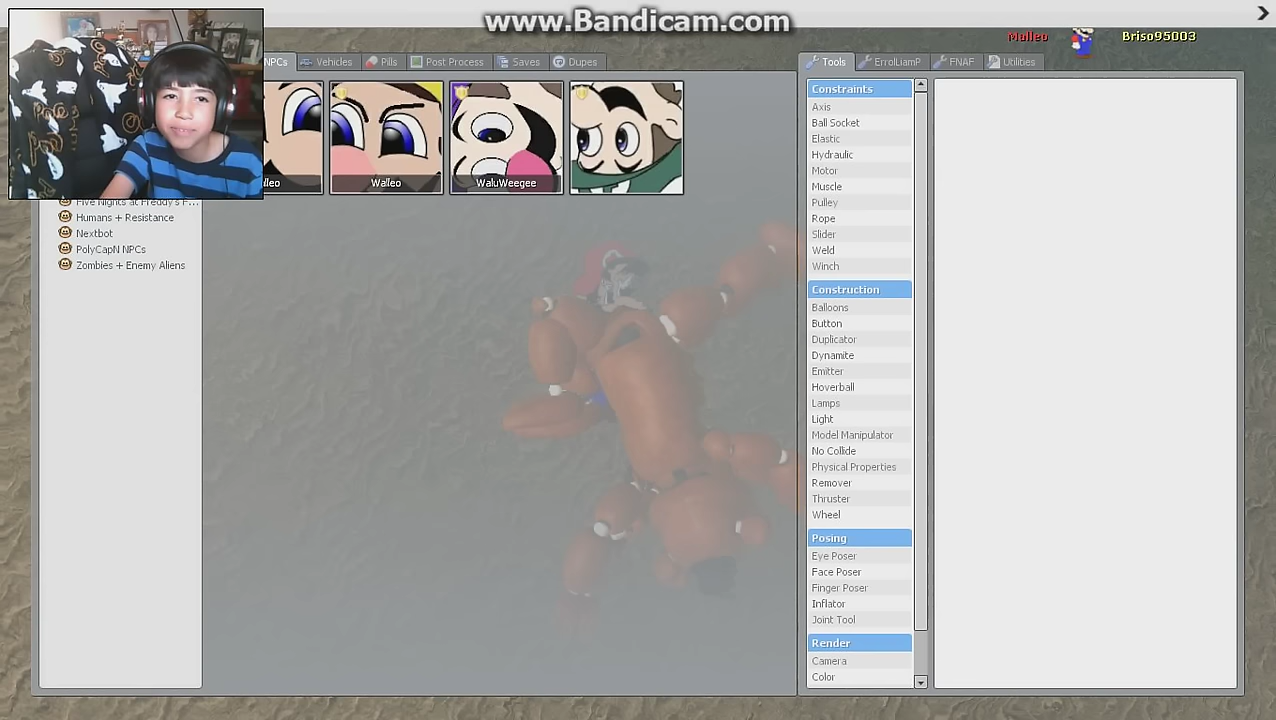 www.Bandicam.com
Mulleo
Briso95003
NPCs
Vehicles
Pills
Post Process
Saves
Dupes
Tools
ErrolLiamP
FNAF
Utilities
lleo
Walleo
WaluWeegee
Five Nights at Freddy's F...
Humans + Resistance
Nextbot
PolyCapN NPCs
Zombies + Enemy Aliens
Constraints
Axis
Ball Socket
Elastic
Hydraulic
Motor
Muscle
Pulley
Rope
Slider
Weld
Winch
Construction
Balloons
Button
Duplicator
Dynamite
Emitter
Hoverball
Lamps
Light
Model Manipulator
No Collide
Physical Properties
Remover
Thruster
Wheel
Posing
Eye Poser
Face Poser
Finger Poser
Inflator
Joint Tool
Render
Camera
Color